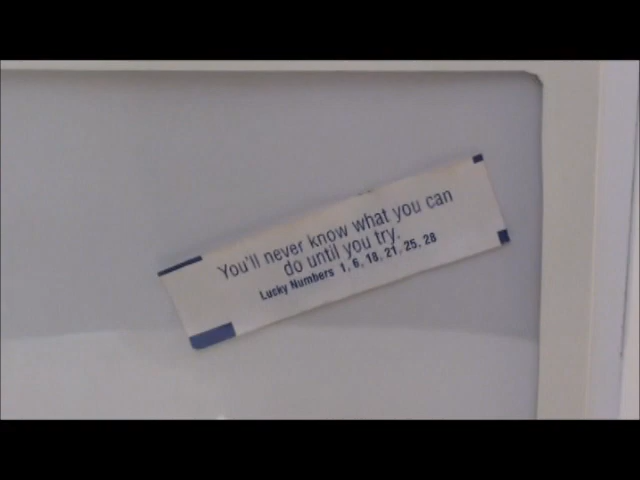 You'll never know what you can
do until you try.
Lucky Numbers 1, 6, 18, 21, 25, 28